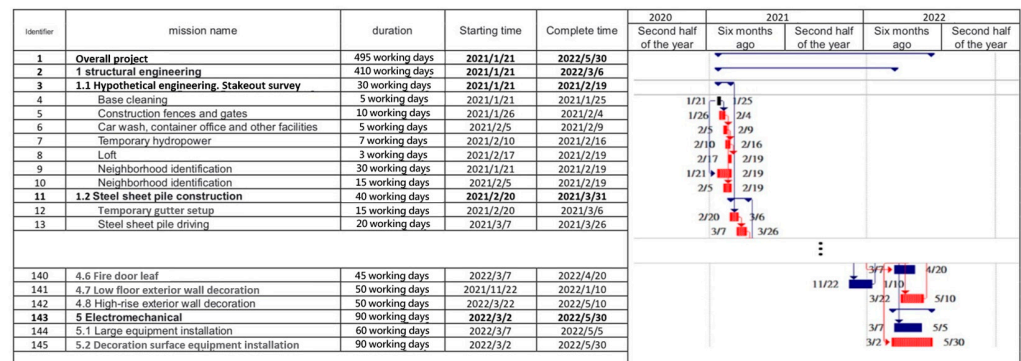 Identifier mission name duration Starting time Complete time 2020 2021 2022
Second half of the year Six months ago Second half of the year Six months ago Second half of the year
1 Overall project 495 working days 2021/1/21 2022/5/30
2 1 structural engineering 410 working days 2021/1/21 2022/3/6
3 1.1 Hypothetical engineering. Stakeout survey 30 working days 2021/1/21 2021/2/19
4 Base cleaning 5 working days 2021/1/21 2021/1/25 1/21 1/25
5 Construction fences and gates 10 working days 2021/1/26 2021/2/4 1/26 2/4
6 Car wash, container office and other facilities 5 working days 2021/2/5 2021/2/9 2/5 2/9
7 Temporary hydropower 7 working days 2021/2/10 2021/2/16 2/10 2/16
8 Loft 3 working days 2021/2/17 2021/2/19 2/17 2/19
9 Neighborhood identification 30 working days 2021/1/21 2021/2/19 1/21 2/19
10 Neighborhood identification 15 working days 2021/2/5 2021/2/19 2/5 2/19
11 1.2 Steel sheet pile construction 40 working days 2021/2/20 2021/3/31
12 Temporary gutter setup 15 working days 2021/2/20 2021/3/6 2/20 3/6
13 Steel sheet pile driving 20 working days 2021/3/7 2021/3/26 3/7 3/26
140 4.6 Fire door leaf 45 working days 2022/3/7 2022/4/20 3/7 4/20
141 4.7 Low floor exterior wall decoration 50 working days 2021/11/22 2022/1/10 11/22 1/10
142 4.8 High-rise exterior wall decoration 50 working days 2022/3/22 2022/5/10 3/22 5/10
143 5 Electromechanical 90 working days 2022/3/2 2022/5/30
144 5.1 Large equipment installation 60 working days 2022/3/7 2022/5/5 3/7 5/5
145 5.2 Decoration surface equipment installation 90 working days 2022/3/2 2022/5/30 3/2 5/30